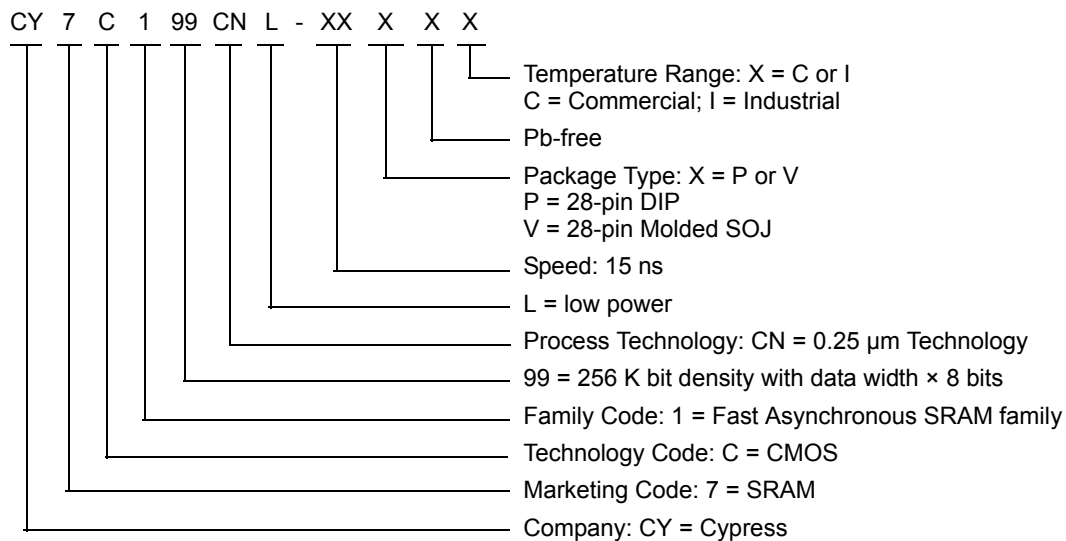 CY 7 C 1 99 CN L - XX X X X
Temperature Range: X = C or I
C = Commercial; I = Industrial
Pb-free
Package Type: X = P or V
P = 28-pin DIP
V = 28-pin Molded SOJ
Speed: 15 ns
L = low power
Process Technology: CN = 0.25 µm Technology
99 = 256 K bit density with data width × 8 bits
Family Code: 1 = Fast Asynchronous SRAM family
Technology Code: C = CMOS
Marketing Code: 7 = SRAM
Company: CY = Cypress